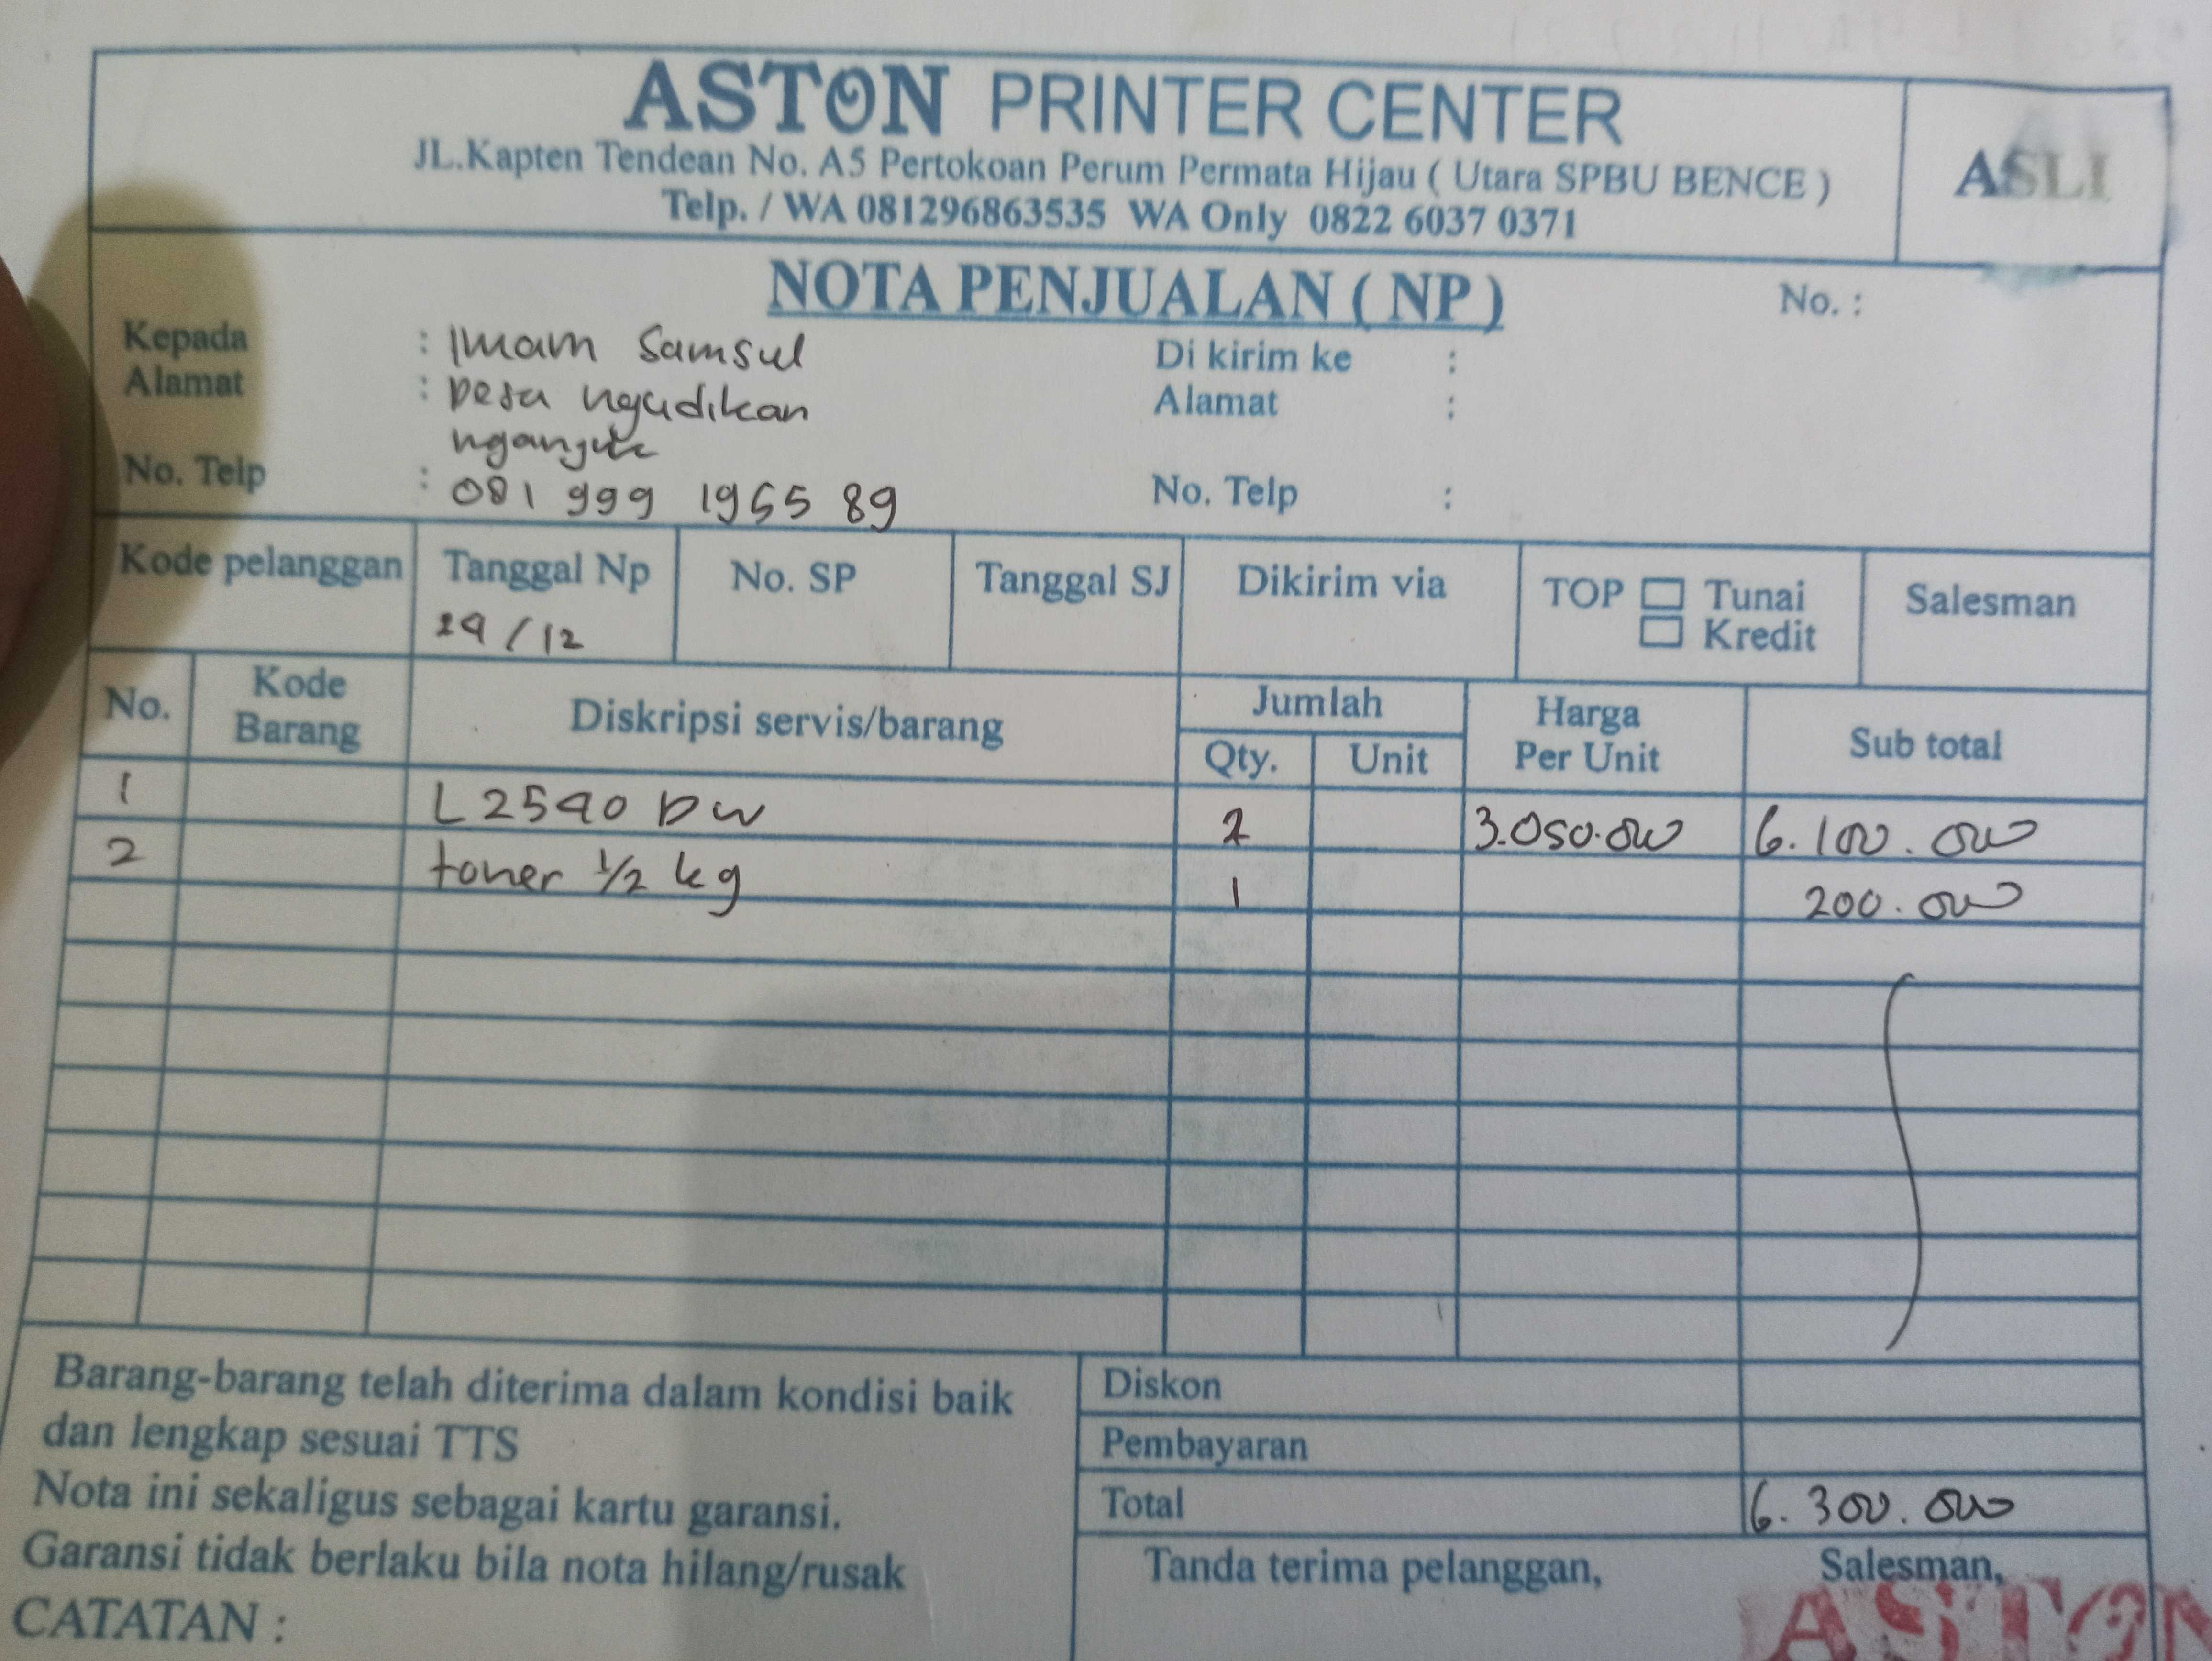 ASTON PRINTER CENTER
JL.Kapten Tendean No. A5 Pertokoan Perum Permata Hijau ( Utara SPBU BENCE )
Telp. / WA 081296863535 WA Only 0822 6037 0371
ASLI
NOTA PENJUALAN ( NP )
No. :
Kepada : Imam Samsul
Di kirim ke :
Alamat : Desa ngadikan
Alamat :
nganjuk
No. Telp : 081 999 1955 89
No. Telp :
Kode pelanggan Tanggal Np No. SP Tanggal SJ Dikirim via TOP Tunai Salesman
Kredit
29/12
No. Kode Barang Diskripsi servis/barang Jumlah Harga Per Unit Sub total
Qty. Unit
1 L2540 DW 2 3.050.000 6.100.000
2 toner 1/2 kg 1 200.000
Barang-barang telah diterima dalam kondisi baik
dan lengkap sesuai TTS
Nota ini sekaligus sebagai kartu garansi.
Garansi tidak berlaku bila nota hilang/rusak
CATATAN :
Diskon
Pembayaran
Total 6.300.000
Tanda terima pelanggan, Salesman,
ASTON